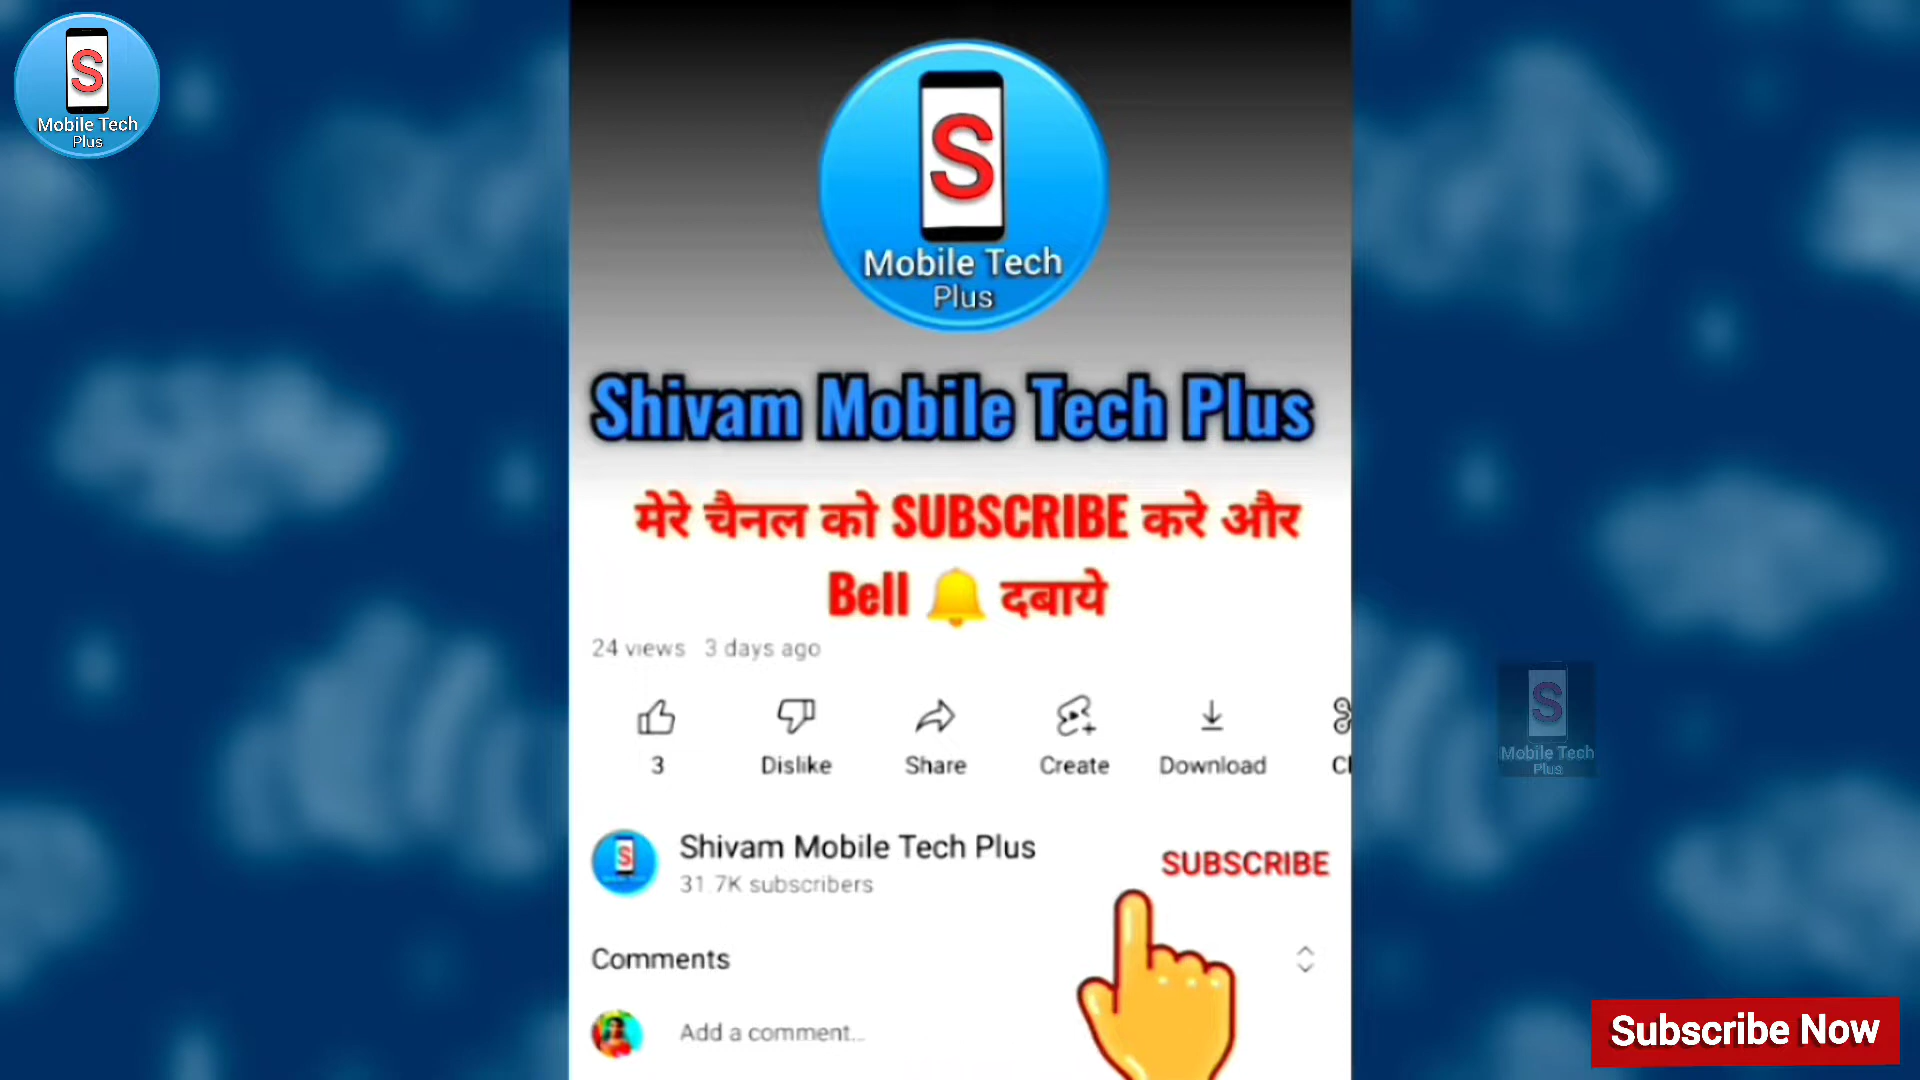 S
Mobile Tech
Plus
S
Mobile Tech
Plus
Shivam Mobile Tech Plus
मेरे चैनल को SUBSCRIBE करे और
Bell 🔔 दबाये
24 views 3 days ago
3 Dislike Share Create Download
S
Mobile Tech
Plus
S
Shivam Mobile Tech Plus
31.7K subscribers
SUBSCRIBE
Comments
Add a comment...
Subscribe Now